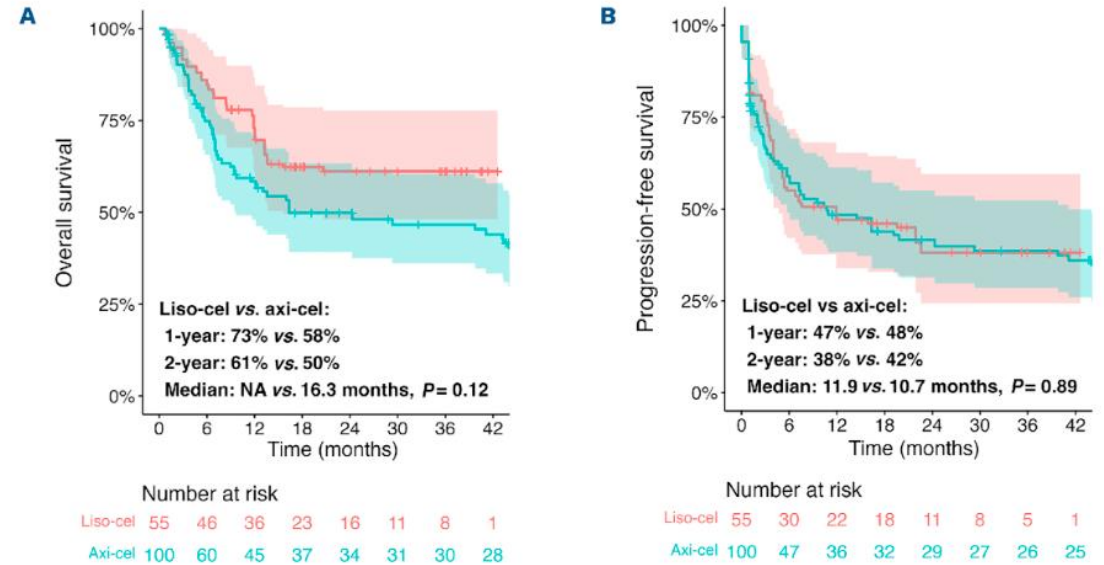 A
Overall survival
100%
75%
50%
25%
0%
Liso-cel vs. axi-cel:
1-year: 73% vs. 58%
2-year: 61% vs. 50%
Median: NA vs. 16.3 months, P= 0.12
0 6 12 18 24 30 36 42
Time (months)
Number at risk
Liso-cel 55 46 36 23 16 11 8 1
Axi-cel 100 60 45 37 34 31 30 28
B
Progression-free survival
100%
75%
50%
25%
0%
Liso-cel vs axi-cel:
1-year: 47% vs. 48%
2-year: 38% vs. 42%
Median: 11.9 vs. 10.7 months, P= 0.89
0 6 12 18 24 30 36 42
Time (months)
Number at risk
Liso-cel 55 30 22 18 11 8 5 1
Axi-cel 100 47 36 32 29 27 26 25